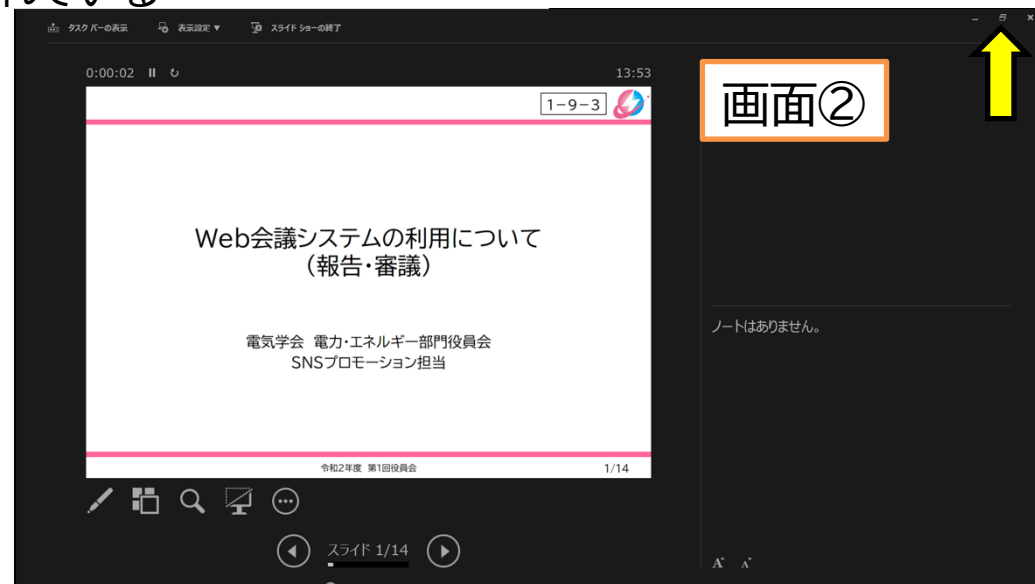 れている
タスク バーの表示 表示設定 ▼ スライド ショーの終了
0:00:02 13:53
画面②
1-9-3
Web会議システムの利用について
(報告・審議)
電気学会 電力・エネルギー部門役員会
SNSプロモーション担当
令和2年度 第1回役員会 1/14
ノートはありません。
スライド 1/14
A A